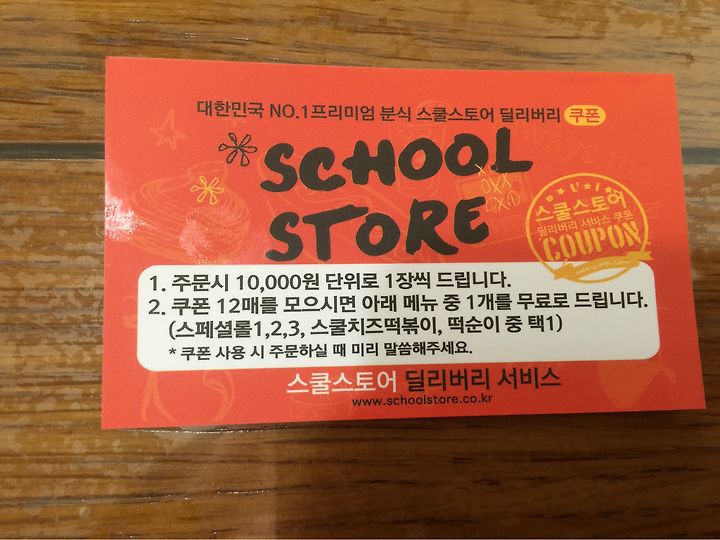 대한민국 NO.1프리미엄 분식 스쿨스토어 딜리버리 쿠폰
SCHOOL
STORE
스쿨스토어
딜리버리 서비스 쿠폰
COUPON
1. 주문시 10,000원 단위로 1장씩 드립니다.
2. 쿠폰 12매를 모으시면 아래 메뉴 중 1개를 무료로 드립니다.
(스페셜롤1,2,3, 스쿨치즈떡볶이, 떡순이 중 택1)
* 쿠폰 사용 시 주문하실 때 미리 말씀해주세요.
스쿨스토어 딜리버리 서비스
www.schoolstore.co.kr